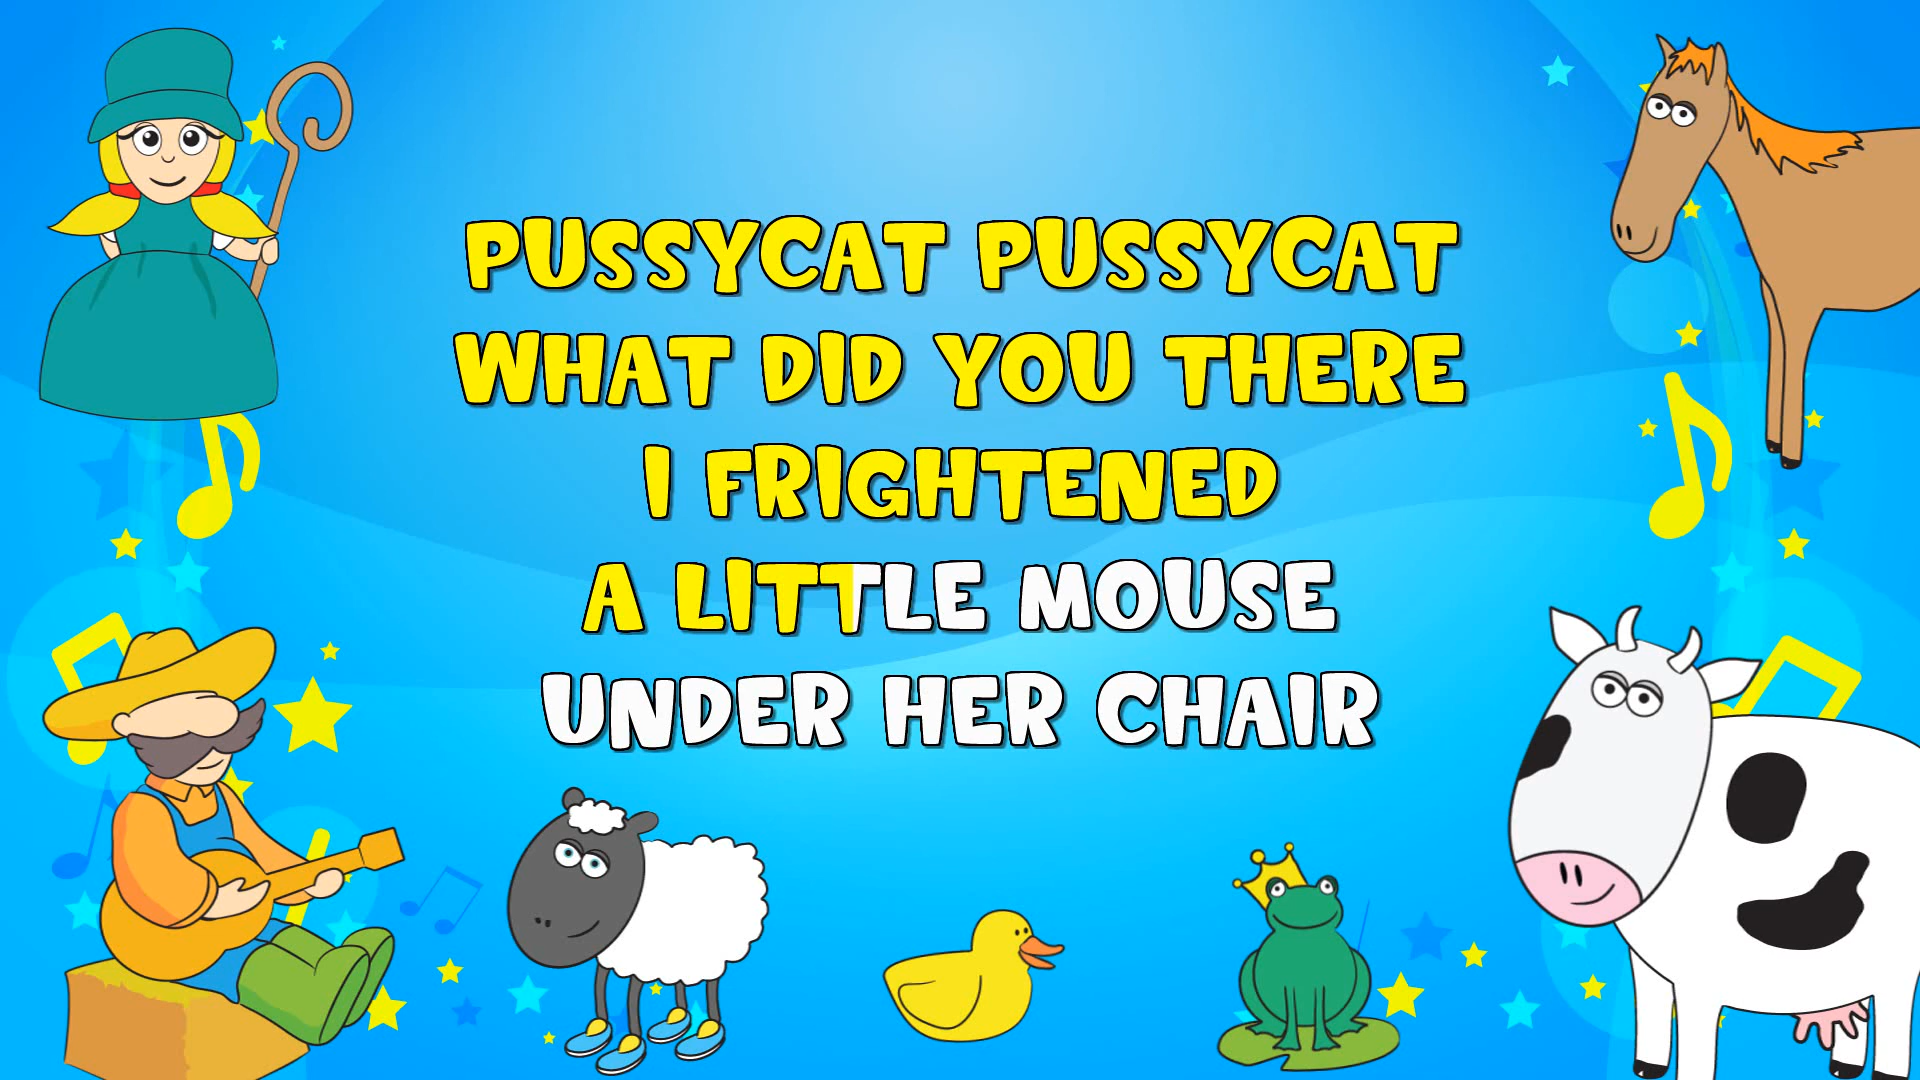 PUSSYCAT PUSSYCAT
WHAT DID YOU THERE
I FRIGHTENED
A LITTLE MOUSE
UNDER HER CHAIR